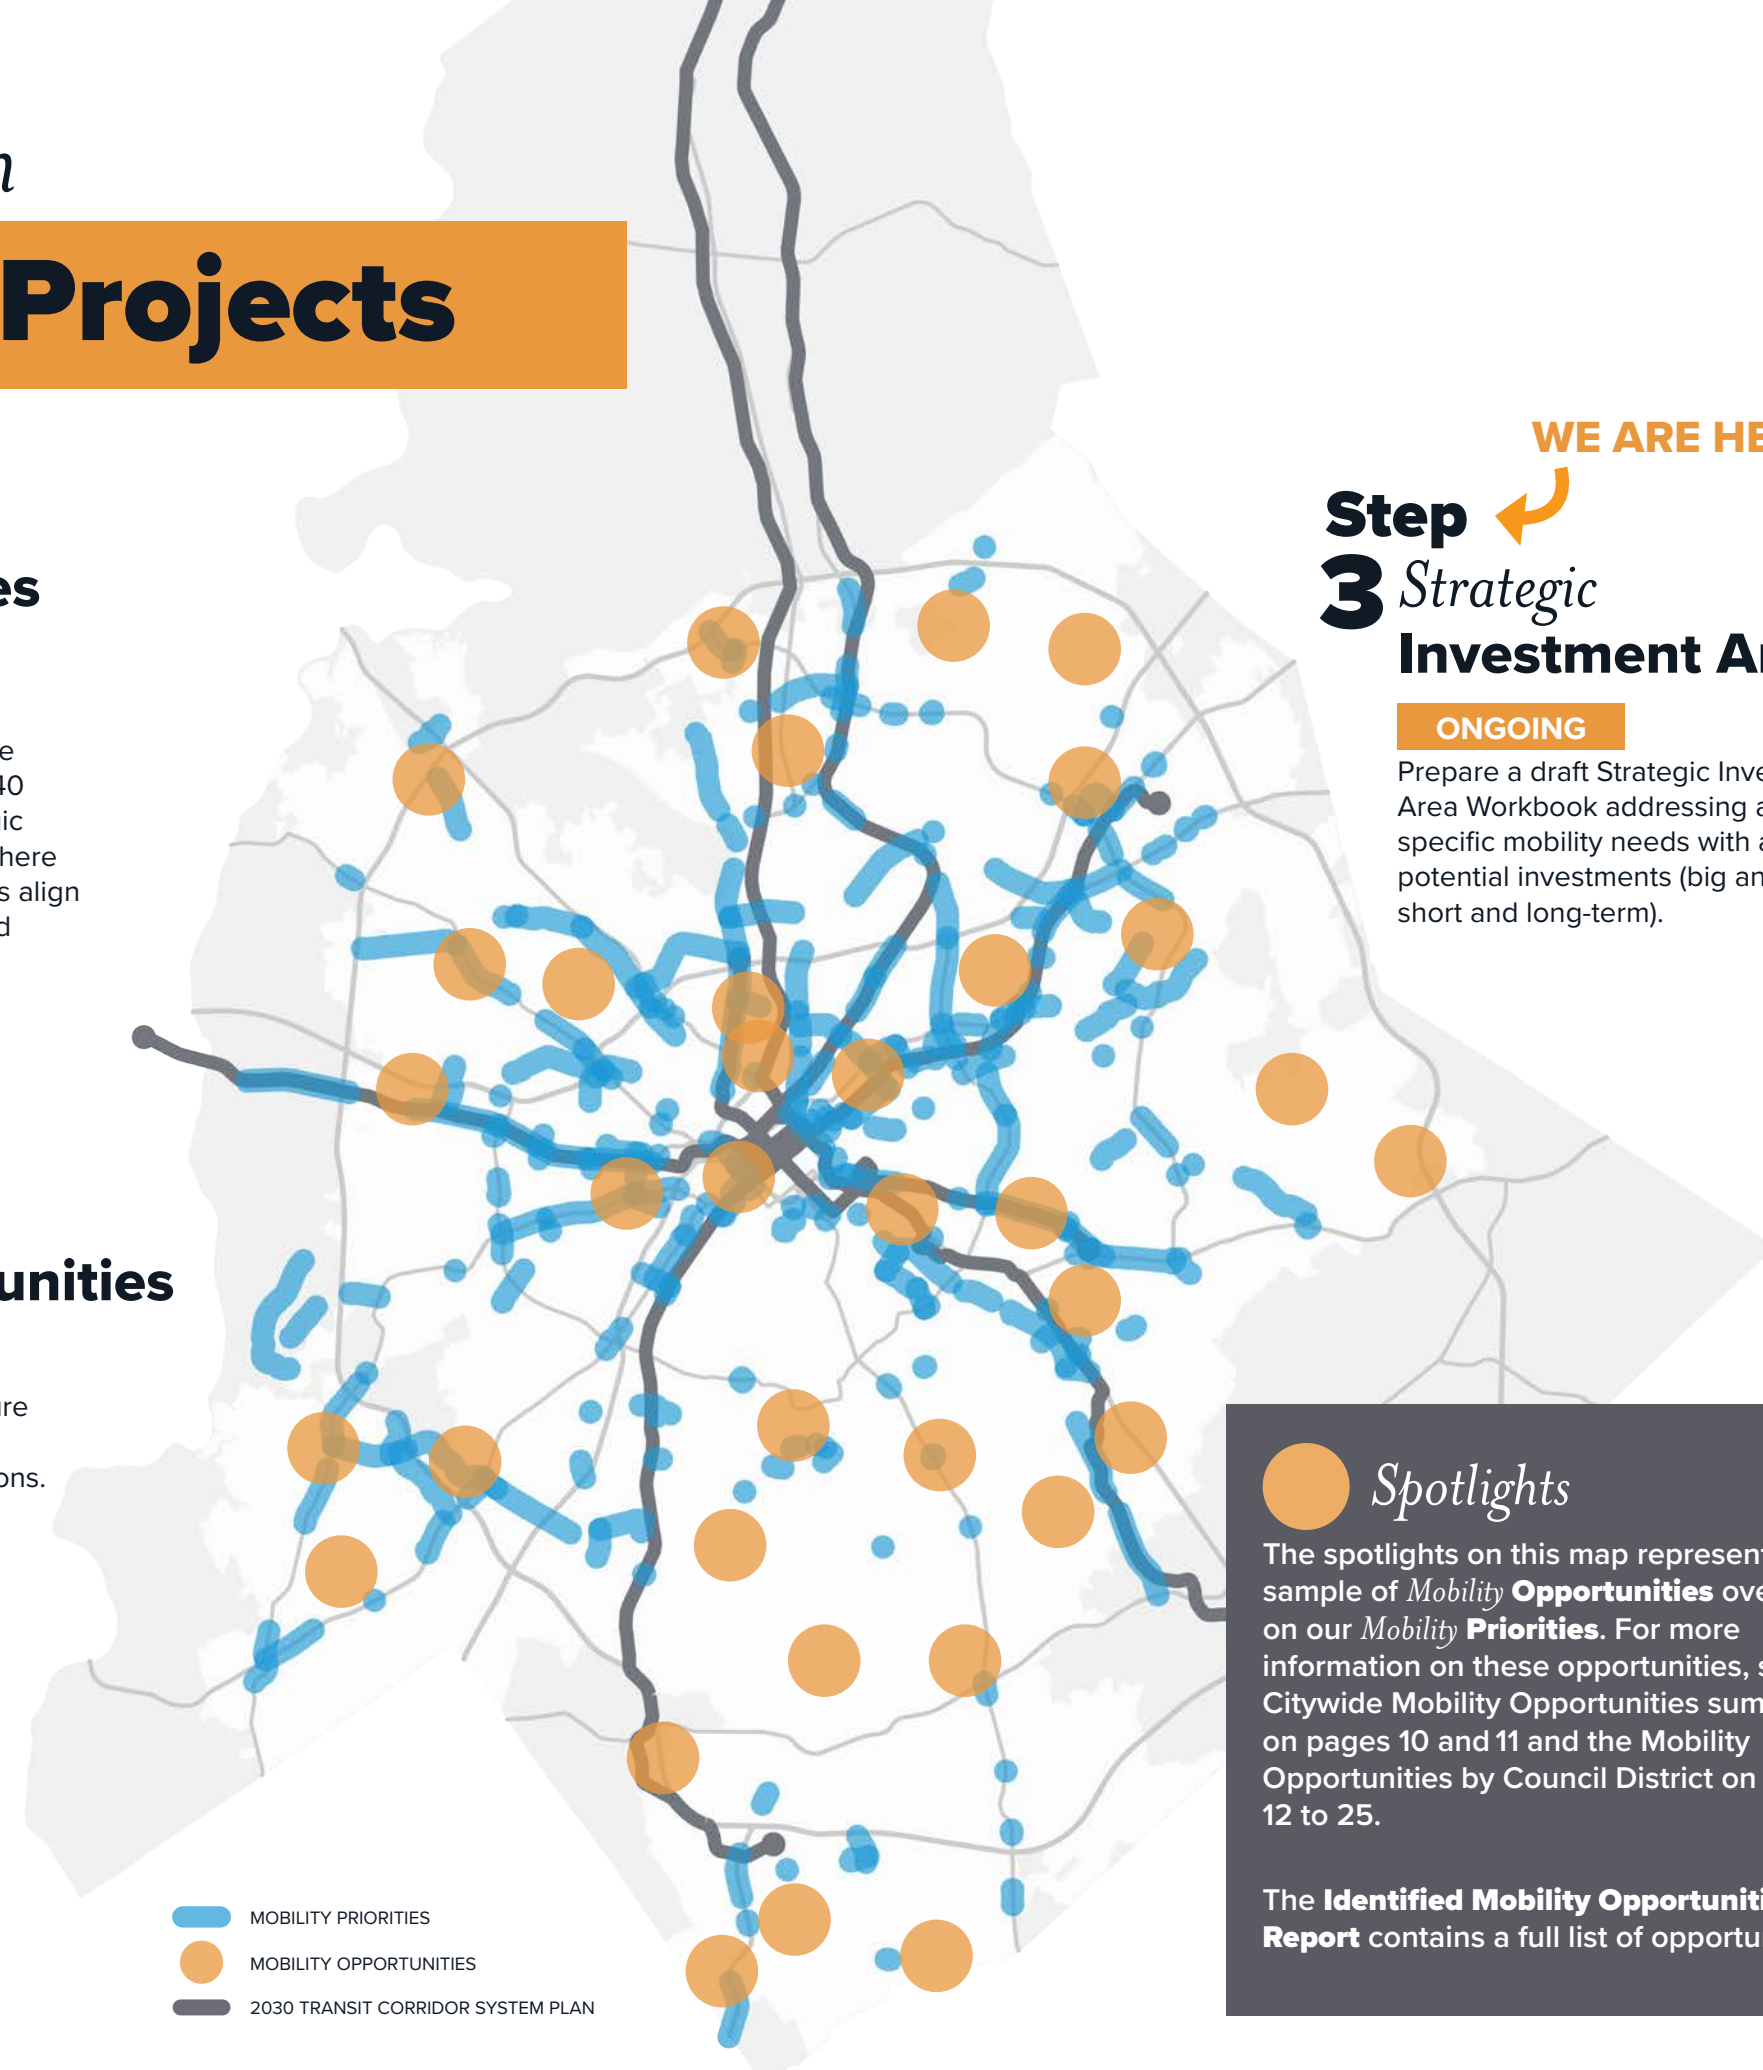 Projects
es
e
40
ic
here
s align
d
unities
ure
ons.
WE ARE HE
Step
3 Strategic
Investment A
ONGOING
Prepare a draft Strategic Inve
Area Workbook addressing a
specific mobility needs with a
potential investments (big an
short and long-term).
Spotlights
The spotlights on this map represent
sample of Mobility Opportunities ove
on our Mobility Priorities. For more
information on these opportunities, s
Citywide Mobility Opportunities sum
on pages 10 and 11 and the Mobility
Opportunities by Council District on
12 to 25.
The Identified Mobility Opportuniti
Report contains a full list of opportu
MOBILITY PRIORITIES
MOBILITY OPPORTUNITIES
2030 TRANSIT CORRIDOR SYSTEM PLAN